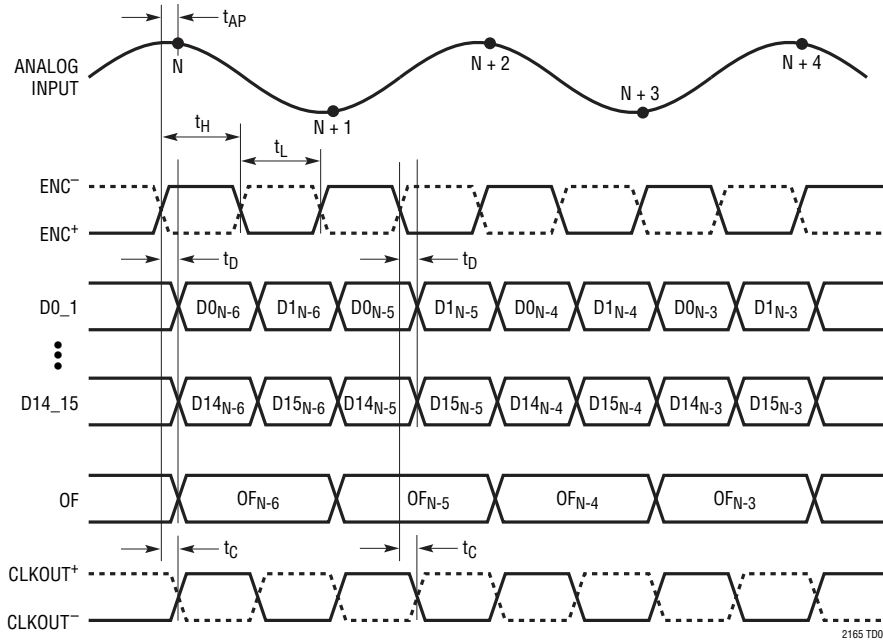 tAP
ANALOG
INPUT
N
N + 1
N + 2
N + 3
N + 4
tH
tL
ENC–
ENC+
tD
tD
D0_1
D0N-6
D1N-6
D0N-5
D1N-5
D0N-4
D1N-4
D0N-3
D1N-3
D14_15
D14N-6
D15N-6
D14N-5
D15N-5
D14N-4
D15N-4
D14N-3
D15N-3
OF
OFN-6
OFN-5
OFN-4
OFN-3
tC
tC
CLKOUT+
CLKOUT–
2165 TD0